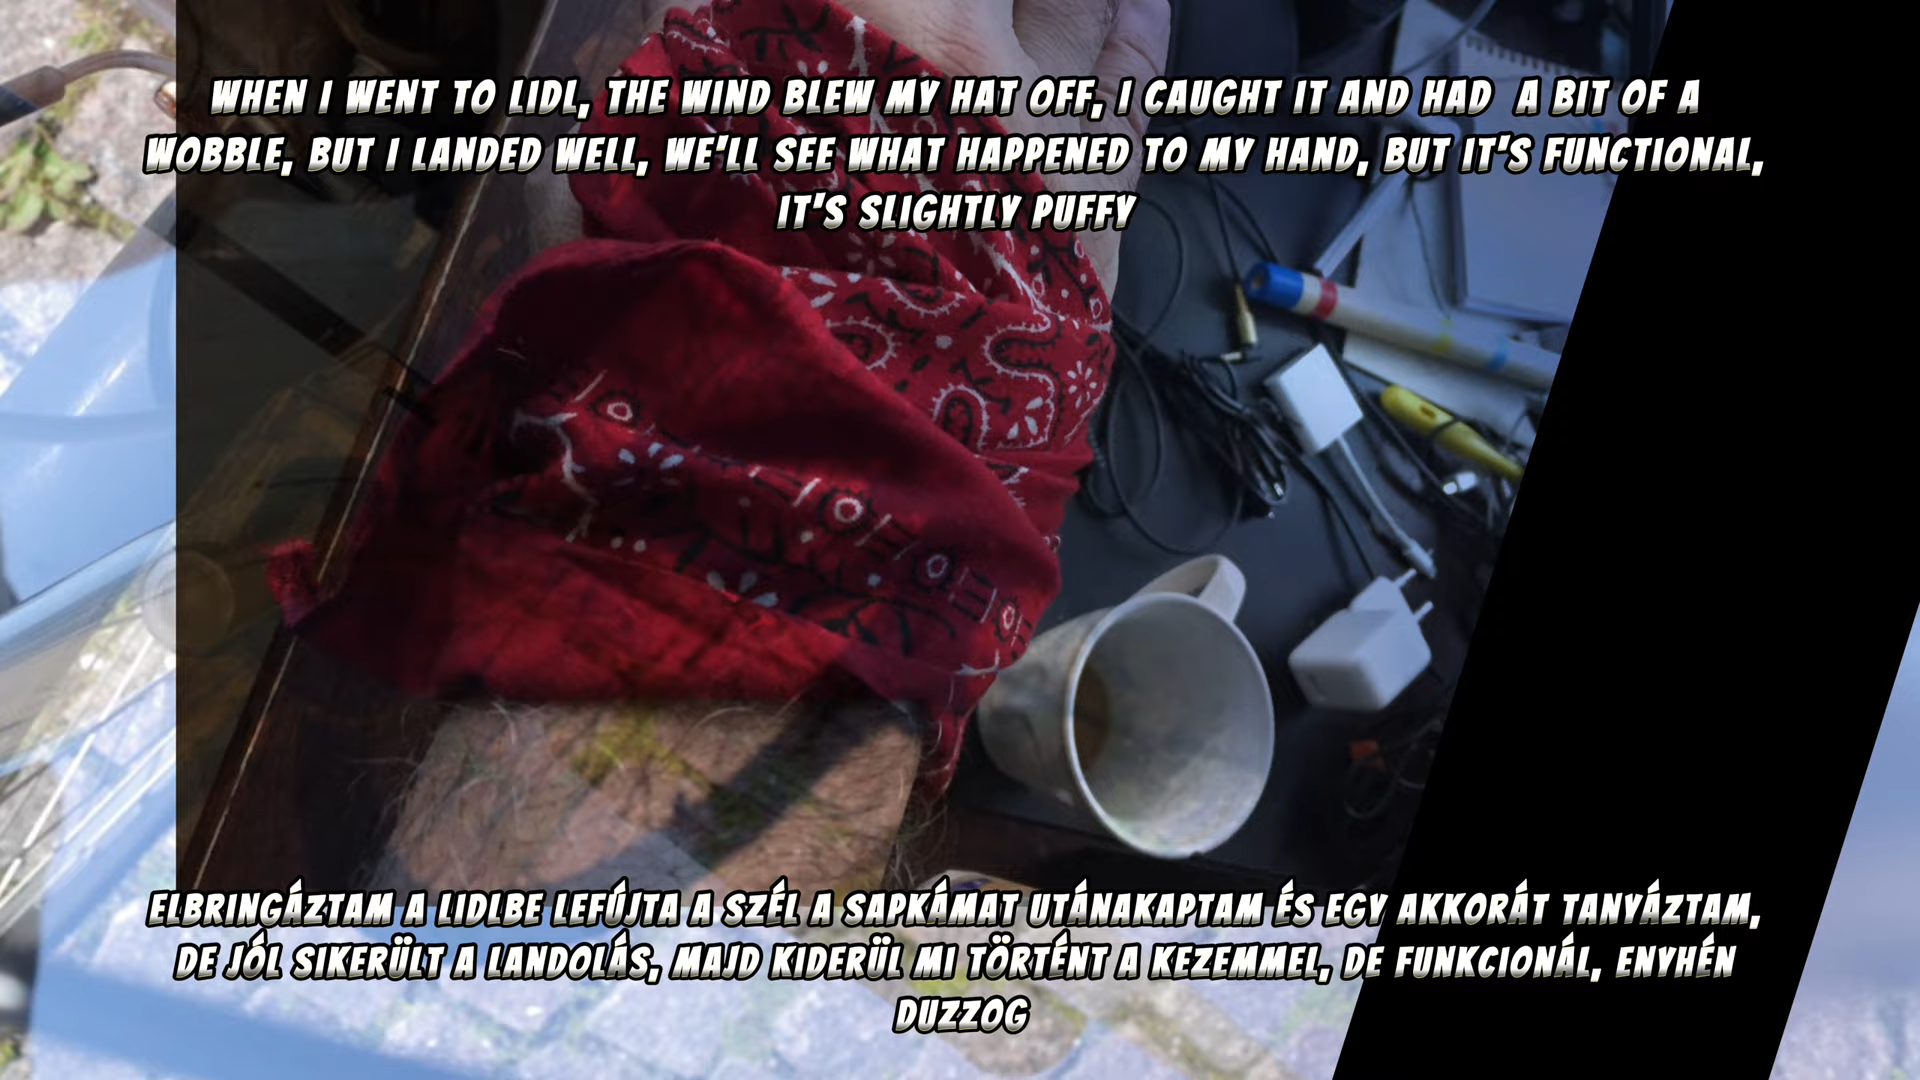 WHEN I WENT TO LIDL, THE WIND BLEW MY HAT OFF, I CAUGHT IT AND HAD A BIT OF A
WOBBLE, BUT I LANDED WELL, WE'LL SEE WHAT HAPPENED TO MY HAND, BUT IT'S FUNCTIONAL,
IT'S SLIGHTLY PUFFY
ELBRINGÁZTAM A LIDLBE LEFÚJTA A SZÉL A SAPKÁMAT UTÁNAKAPTAM ÉS EGY AKKORÁT TANYÁZTAM,
DE JÓL SIKERÜLT A LANDOLÁS, MAJD KIDERÜL MI TÖRTÉNT A KEZEMMEL, DE FUNKCIONÁL, ENYHÉN
DUZZOG